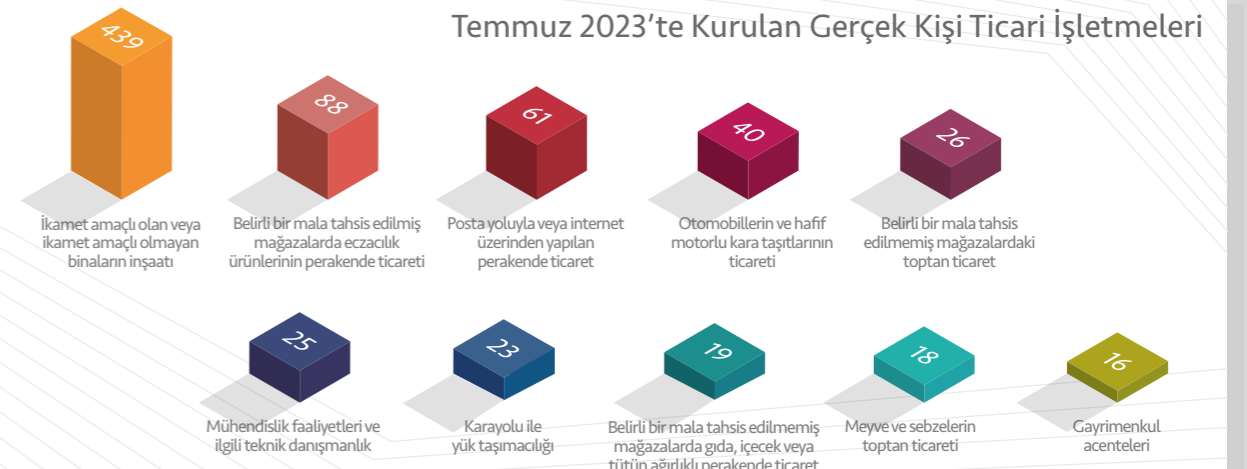 Temmuz 2023’te Kurulan Gerçek Kişi Ticari İşletmeleri
439
88
61
40
26
İkamet amaçlı olan veya
ikamet amaçlı olmayan
binaların inşaatı
Belirli bir mala tahsis edilmiş
mağazalarda eczacılık
ürünlerinin perakende ticareti
Posta yoluyla veya internet
üzerinden yapılan
perakende ticaret
Otomobillerin ve hafif
motorlu kara taşıtlarının
ticareti
Belirli bir mala tahsis
edilmemiş mağazalardaki
toptan ticaret
25
23
19
18
16
Mühendislik faaliyetleri ve
ilgili teknik danışmanlık
Karayolu ile
yük taşımacılığı
Belirli bir mala tahsis edilmemiş
mağazalarda gıda, içecek veya
tütün ağırlıklı perakende ticaret
Meyve ve sebzelerin
toptan ticareti
Gayrimenkul
acenteleri